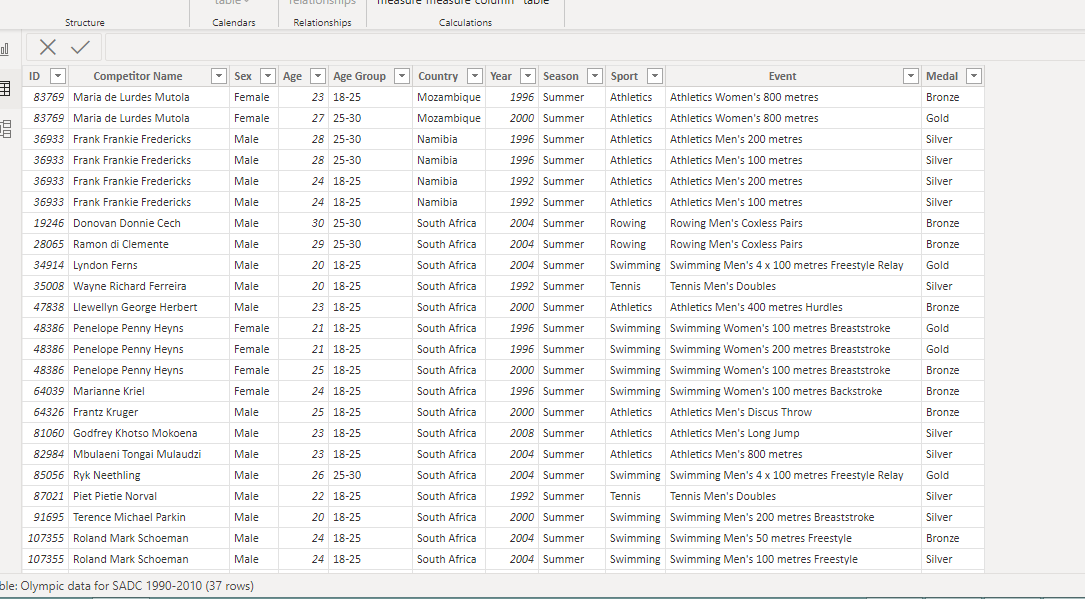 table relationships measure measure column table
Structure Calendars Relationships Calculations
ID Competitor Name Sex Age Age Group Country Year Season Sport Event Medal
83769 Maria de Lurdes Mutola Female 23 18-25 Mozambique 1996 Summer Athletics Athletics Women's 800 metres Bronze
83769 Maria de Lurdes Mutola Female 27 25-30 Mozambique 2000 Summer Athletics Athletics Women's 800 metres Gold
36933 Frank Frankie Fredericks Male 28 25-30 Namibia 1996 Summer Athletics Athletics Men's 200 metres Silver
36933 Frank Frankie Fredericks Male 28 25-30 Namibia 1996 Summer Athletics Athletics Men's 100 metres Silver
36933 Frank Frankie Fredericks Male 24 18-25 Namibia 1992 Summer Athletics Athletics Men's 200 metres Silver
36933 Frank Frankie Fredericks Male 24 18-25 Namibia 1992 Summer Athletics Athletics Men's 100 metres Silver
19246 Donovan Donnie Cech Male 30 25-30 South Africa 2004 Summer Rowing Rowing Men's Coxless Pairs Bronze
28065 Ramon di Clemente Male 29 25-30 South Africa 2004 Summer Rowing Rowing Men's Coxless Pairs Bronze
34914 Lyndon Ferns Male 20 18-25 South Africa 2004 Summer Swimming Swimming Men's 4 x 100 metres Freestyle Relay Gold
35008 Wayne Richard Ferreira Male 20 18-25 South Africa 1992 Summer Tennis Tennis Men's Doubles Silver
47838 Llewellyn George Herbert Male 23 18-25 South Africa 2000 Summer Athletics Athletics Men's 400 metres Hurdles Bronze
48386 Penelope Penny Heyns Female 21 18-25 South Africa 1996 Summer Swimming Swimming Women's 100 metres Breaststroke Gold
48386 Penelope Penny Heyns Female 21 18-25 South Africa 1996 Summer Swimming Swimming Women's 200 metres Breaststroke Gold
48386 Penelope Penny Heyns Female 25 18-25 South Africa 2000 Summer Swimming Swimming Women's 100 metres Breaststroke Bronze
64039 Marianne Kriel Female 24 18-25 South Africa 1996 Summer Swimming Swimming Women's 100 metres Backstroke Bronze
64326 Frantz Kruger Male 25 18-25 South Africa 2000 Summer Athletics Athletics Men's Discus Throw Bronze
81060 Godfrey Khotso Mokoena Male 23 18-25 South Africa 2008 Summer Athletics Athletics Men's Long Jump Silver
82984 Mbulaeni Tongai Mulaudzi Male 23 18-25 South Africa 2004 Summer Athletics Athletics Men's 800 metres Silver
85056 Ryk Neethling Male 26 25-30 South Africa 2004 Summer Swimming Swimming Men's 4 x 100 metres Freestyle Relay Gold
87021 Piet Pietie Norval Male 22 18-25 South Africa 1992 Summer Tennis Tennis Men's Doubles Silver
91695 Terence Michael Parkin Male 20 18-25 South Africa 2000 Summer Swimming Swimming Men's 200 metres Breaststroke Silver
107355 Roland Mark Schoeman Male 24 18-25 South Africa 2004 Summer Swimming Swimming Men's 50 metres Freestyle Bronze
107355 Roland Mark Schoeman Male 24 18-25 South Africa 2004 Summer Swimming Swimming Men's 100 metres Freestyle Silver
ble: Olympic data for SADC 1990-2010 (37 rows)